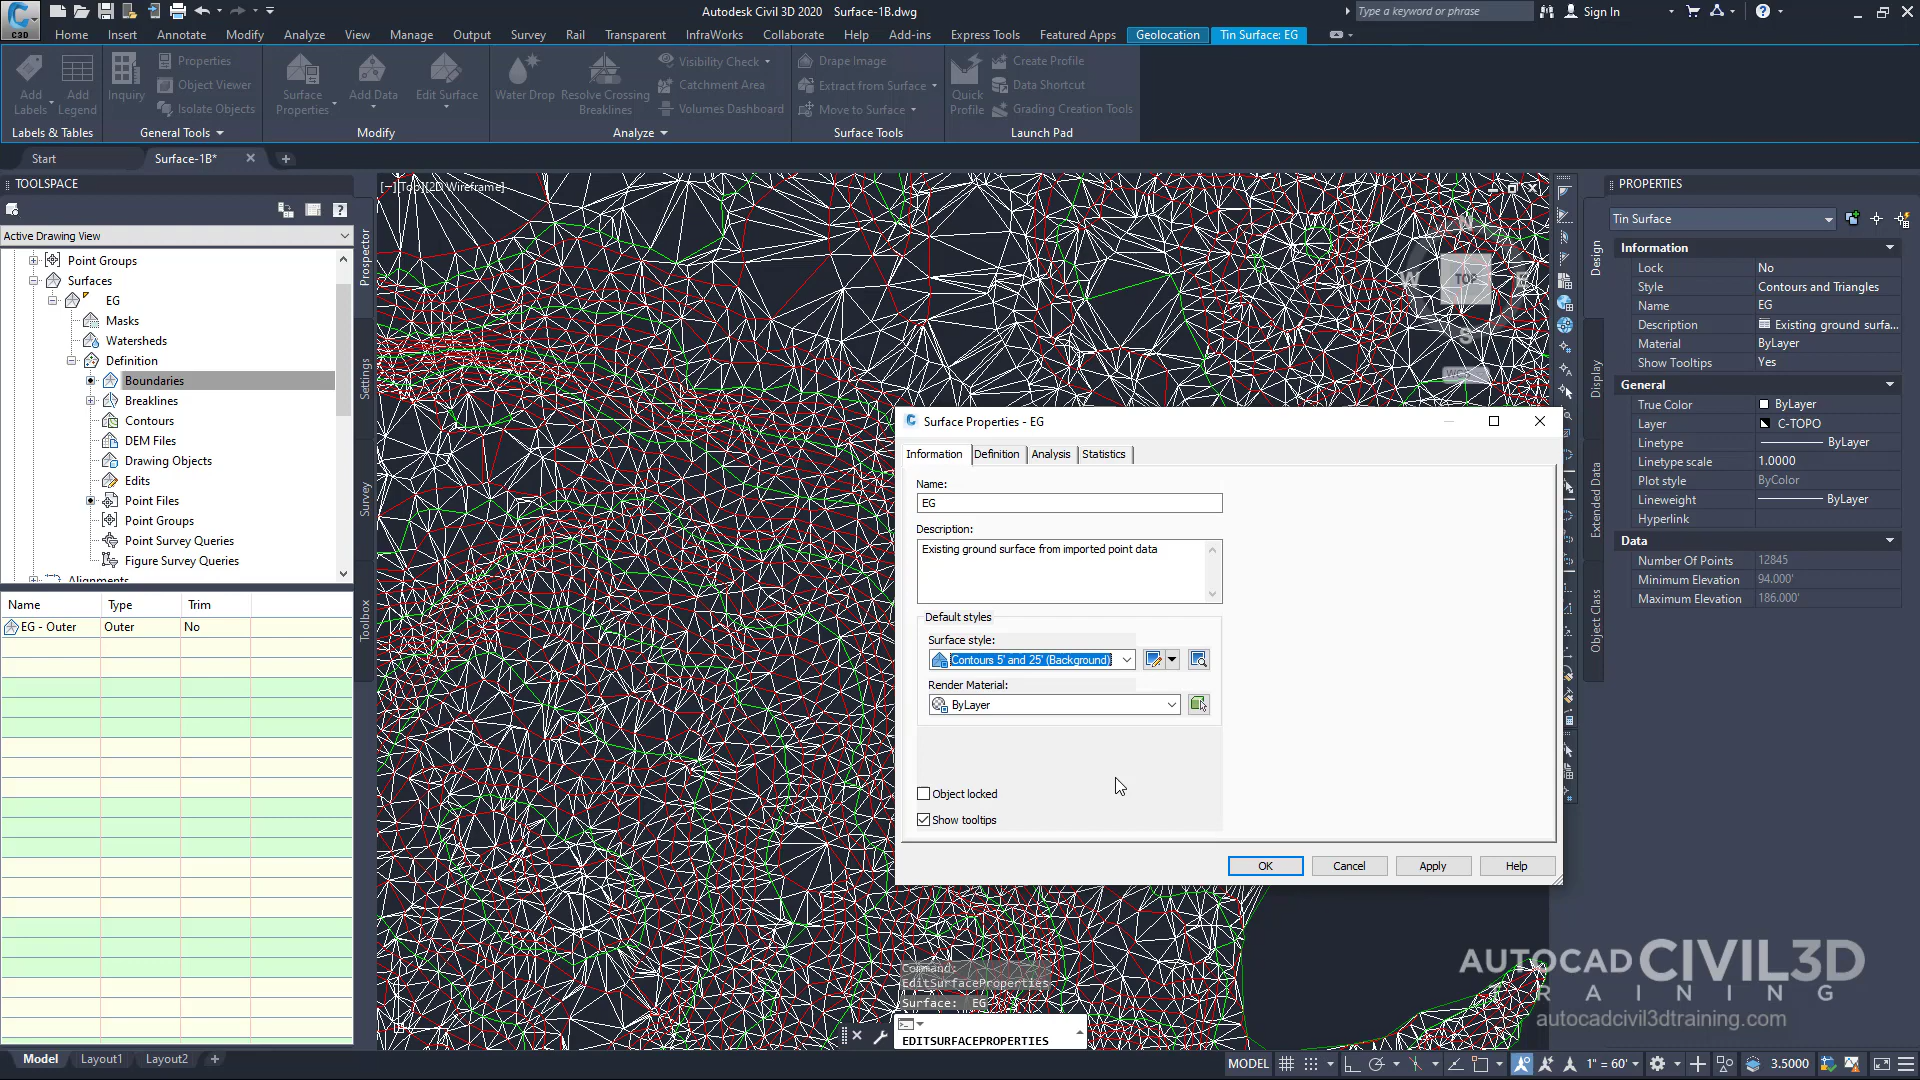 Autodesk Civil 3D 2020 Surface-1B.dwg
Type a keyword or phrase
Sign In
C3D
Home Insert Annotate Modify Analyze View Manage Output Survey Rail Transparent InfraWorks Collaborate Help Add-ins Express Tools Featured Apps Geolocation Tin Surface: EG
Add Labels
Add Legend
Inquiry
Properties
Object Viewer
Isolate Objects
Surface Properties
Add Data
Edit Surface
Water Drop
Resolve Crossing Breaklines
Visibility Check
Catchment Area
Volumes Dashboard
Drape Image
Extract from Surface
Move to Surface
Quick Profile
Create Profile
Data Shortcut
Grading Creation Tools
Labels & Tables General Tools Modify Analyze Surface Tools Launch Pad
Start Surface-1B*
TOOLSPACE
Active Drawing View
Point Groups
Surfaces
EG
Masks
Watersheds
Definition
Boundaries
Breaklines
Contours
DEM Files
Drawing Objects
Edits
Point Files
Point Groups
Point Survey Queries
Figure Survey Queries
Alignments
Prospector
Settings
Survey
Toolbox
Name Type Trim
EG - Outer Outer No
[−][Top][2D Wireframe]
N
W TOP E
S
WCS
Surface Properties - EG
Information Definition Analysis Statistics
Name:
EG
Description:
Existing ground surface from imported point data
Default styles
Surface style:
Contours 5' and 25' (Background)
Render Material:
ByLayer
Object locked
Show tooltips
OK Cancel Apply Help
Command:
EditSurfaceProperties
Surface: EG
EDITSURFACEPROPERTIES
PROPERTIES
Tin Surface
Design
Display
Extended Data
Object Class
Information
Lock No
Style Contours and Triangles
Name EG
Description Existing ground surfa...
Material ByLayer
Show Tooltips Yes
General
True Color ByLayer
Layer C-TOPO
Linetype ByLayer
Linetype scale 1.0000
Plot style ByColor
Lineweight ByLayer
Hyperlink
Data
Number Of Points 12845
Minimum Elevation 94.000'
Maximum Elevation 186.000'
AUTOCAD CIVIL3D
TRAINING
autocadcivil3dtraining.com
Model Layout1 Layout2
MODEL 1" = 60' 3.5000